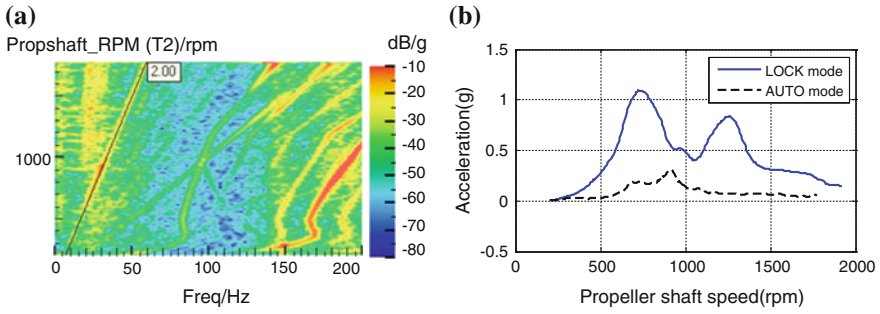 (a)
Propshaft_RPM (T2)/rpm
dB/g
2.00
1000
-10
-20
-30
-40
-50
-60
-70
-80
0 50 100 150 200
Freq/Hz
(b)
1.5
1
0.5
0
-0.5
Acceleration(g)
LOCK mode
AUTO mode
0 500 1000 1500 2000
Propeller shaft speed(rpm)